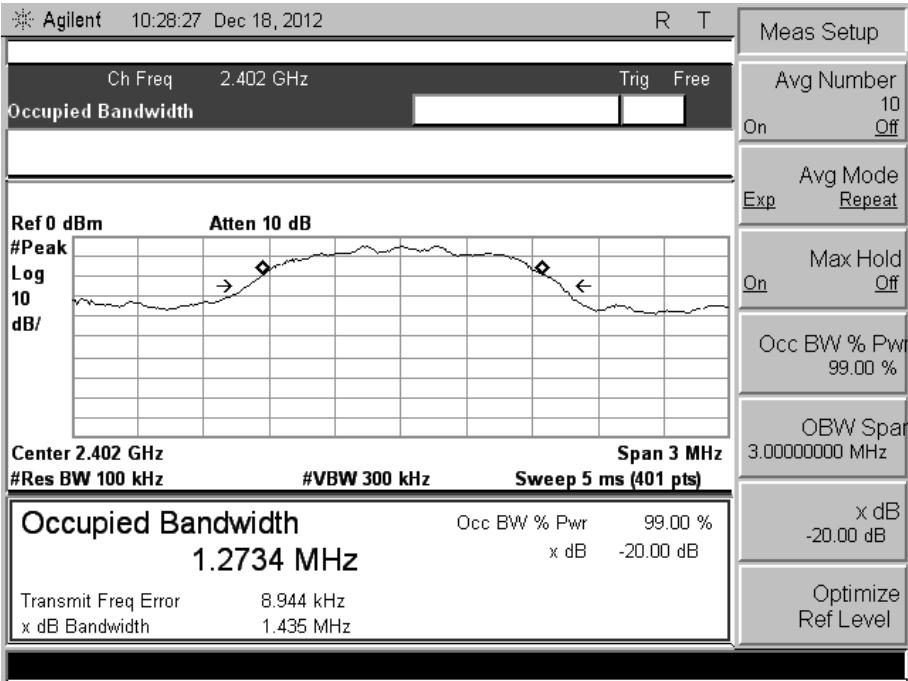 Agilent 10:28:27 Dec 18, 2012 R T
Ch Freq 2.402 GHz Trig Free
Occupied Bandwidth
Ref 0 dBm Atten 10 dB
#Peak
Log
10
dB/
Center 2.402 GHz Span 3 MHz
#Res BW 100 kHz #VBW 300 kHz Sweep 5 ms (401 pts)
Occupied Bandwidth
1.2734 MHz
Occ BW % Pwr 99.00 %
x dB -20.00 dB
Transmit Freq Error 8.944 kHz
x dB Bandwidth 1.435 MHz
Meas Setup
Avg Number
10
On Off
Avg Mode
Exp Repeat
Max Hold
On Off
Occ BW % Pwr
99.00 %
OBW Span
3.00000000 MHz
x dB
-20.00 dB
Optimize
Ref Level